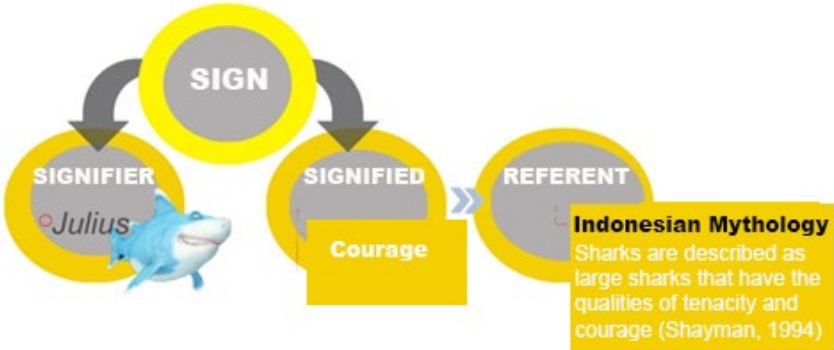 SIGN
SIGNIFIER
Julius
SIGNIFIED
Courage
REFERENT
Indonesian Mythology
Sharks are described as
large sharks that have the
qualities of tenacity and
courage (Shayman, 1994)